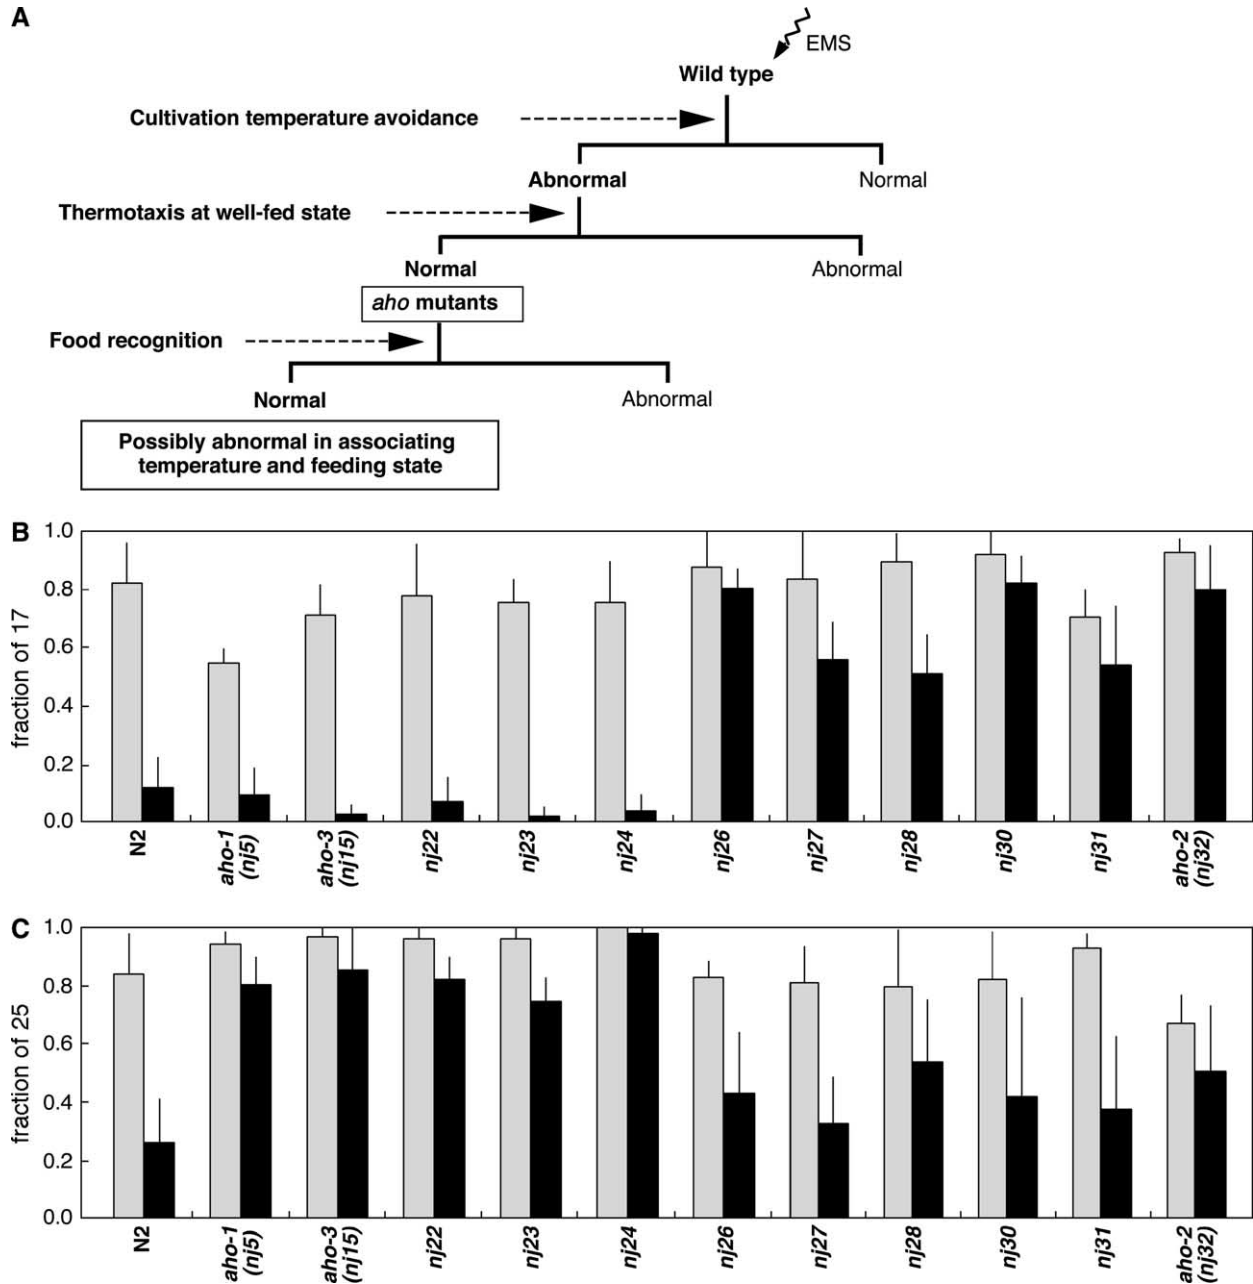 A
EMS
Wild type
Cultivation temperature avoidance
Abnormal
Normal
Thermotaxis at well-fed state
Normal
Abnormal
aho mutants
Food recognition
Normal
Abnormal
Possibly abnormal in associating
temperature and feeding state
B
fraction of 17
1.0
0.8
0.6
0.4
0.2
0.0
N2
aho-1
(nj5)
aho-3
(nj15)
nj22
nj23
nj24
nj26
nj27
nj28
nj30
nj31
aho-2
(nj32)
C
fraction of 25
1.0
0.8
0.6
0.4
0.2
0.0
N2
aho-1
(nj5)
aho-3
(nj15)
nj22
nj23
nj24
nj26
nj27
nj28
nj30
nj31
aho-2
(nj32)